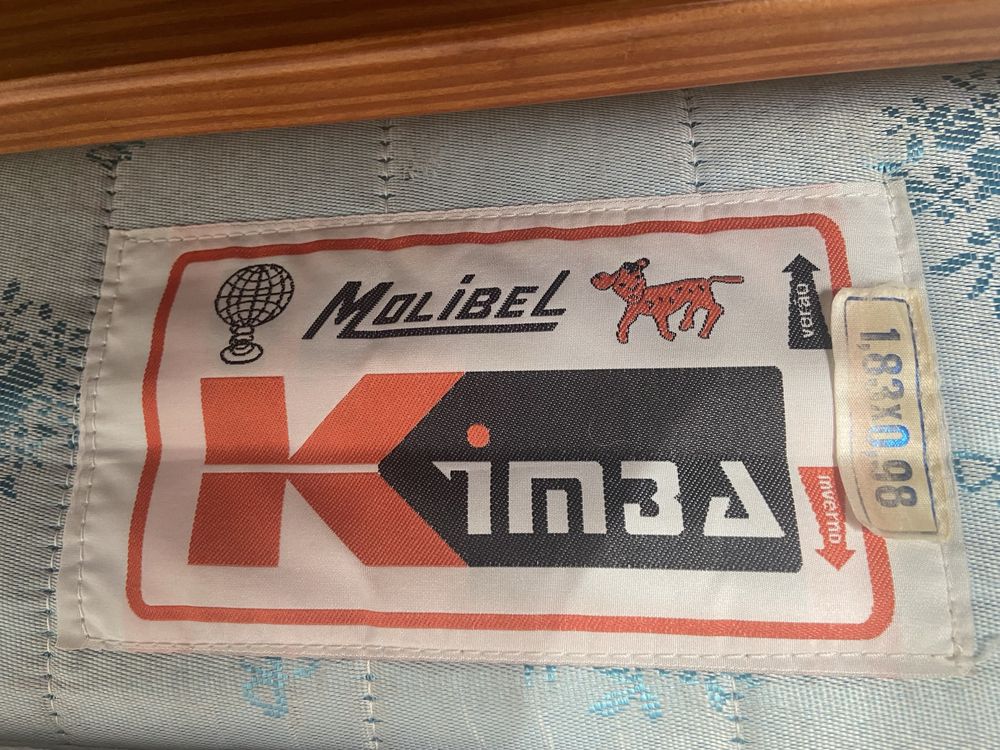 MOLIBEL
verão
KimBA
inverno
1,83x0,98